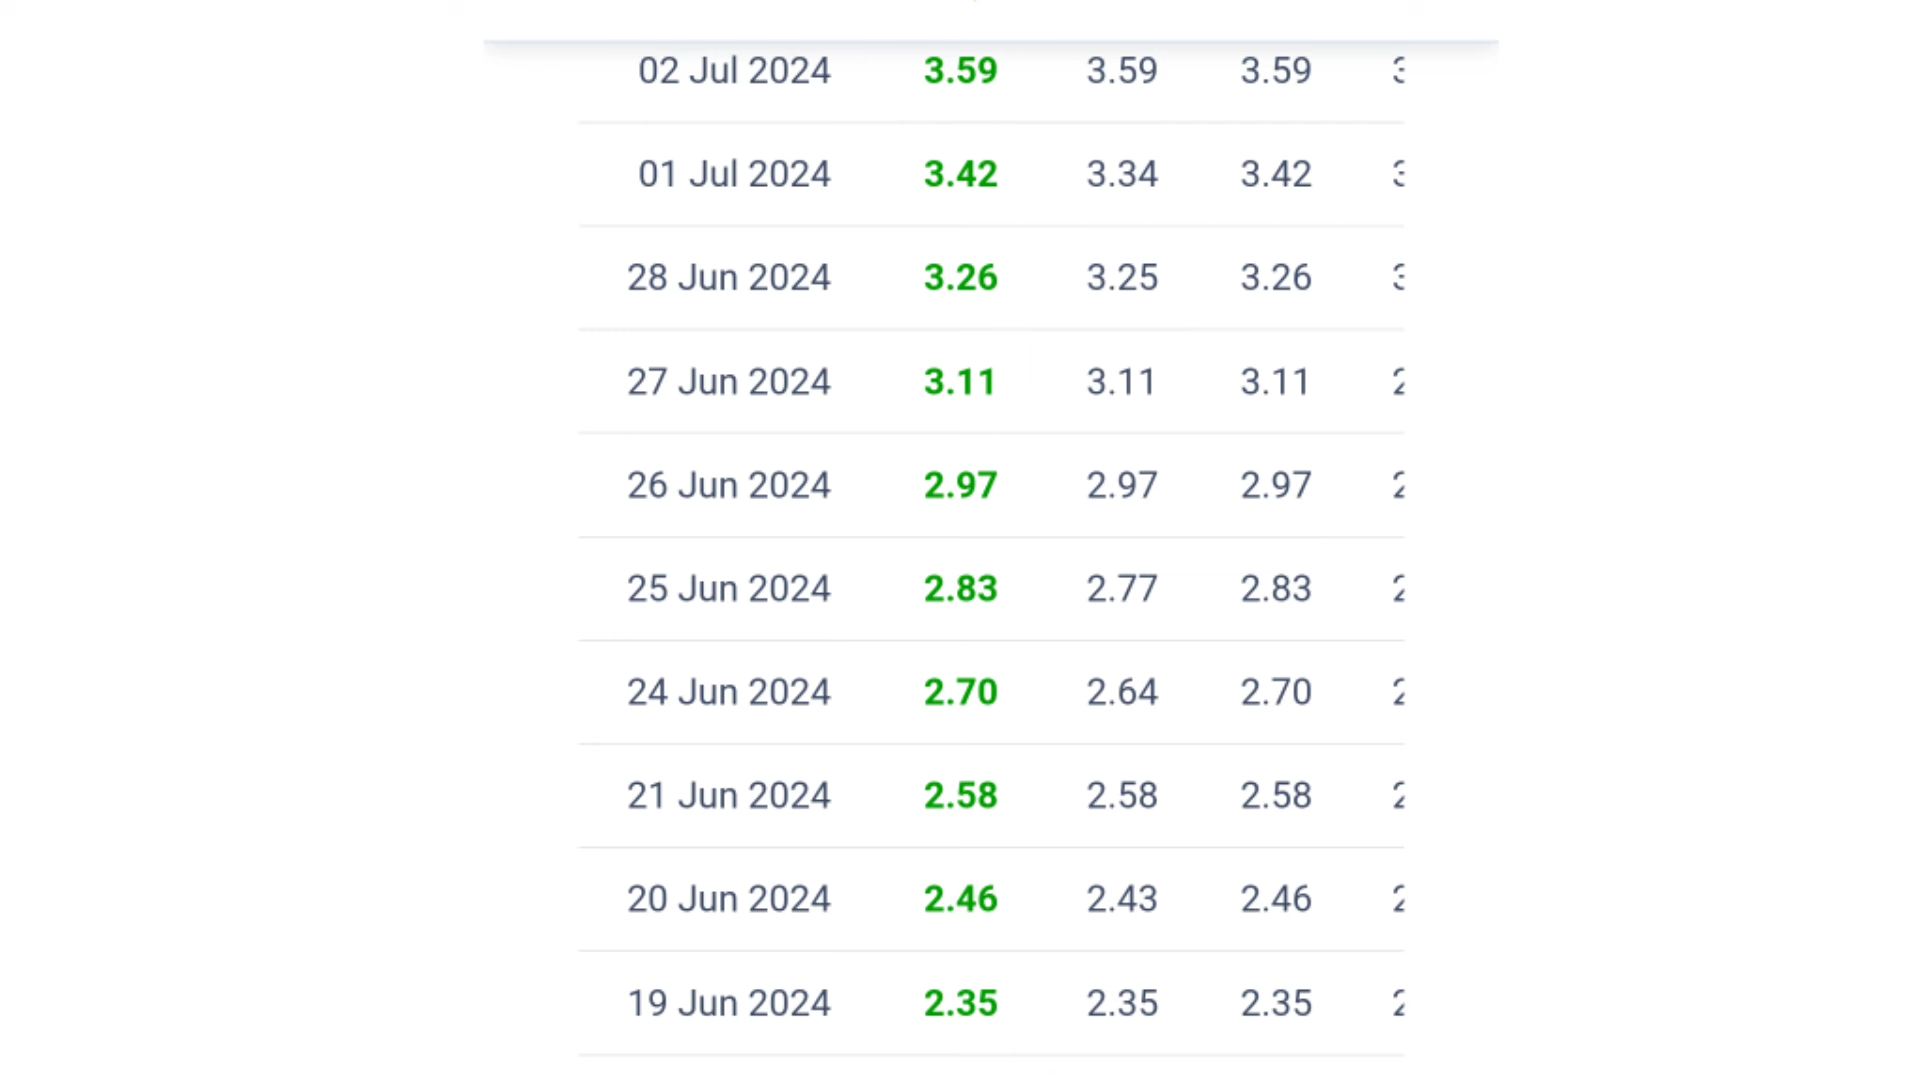 02 Jul 2024 3.59 3.59 3.59
01 Jul 2024 3.42 3.34 3.42
28 Jun 2024 3.26 3.25 3.26
27 Jun 2024 3.11 3.11 3.11
26 Jun 2024 2.97 2.97 2.97
25 Jun 2024 2.83 2.77 2.83
24 Jun 2024 2.70 2.64 2.70
21 Jun 2024 2.58 2.58 2.58
20 Jun 2024 2.46 2.43 2.46
19 Jun 2024 2.35 2.35 2.35